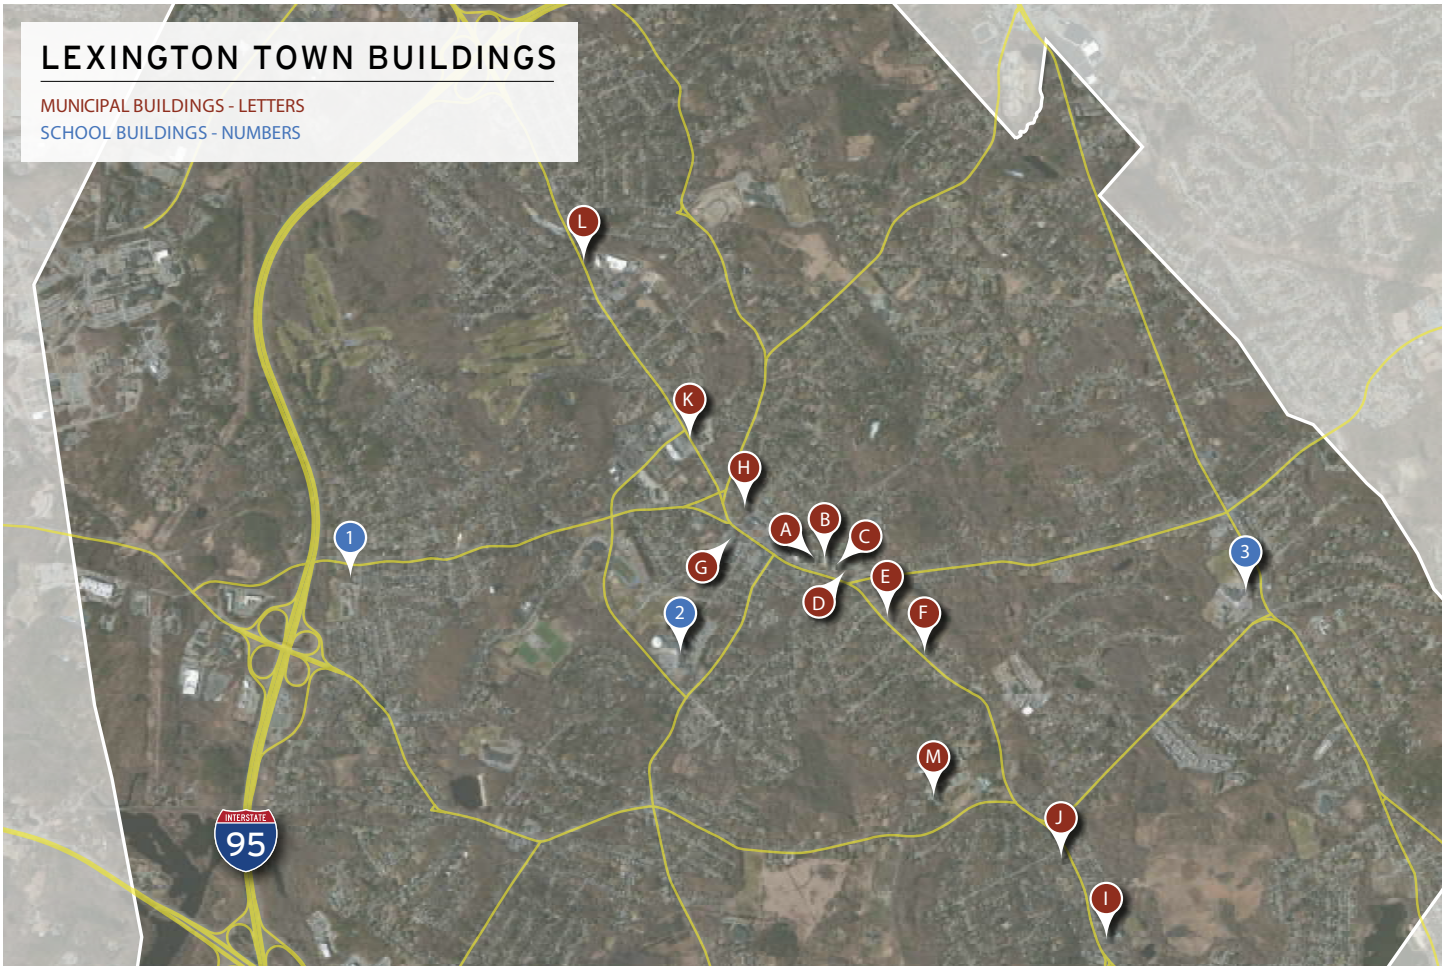 LEXINGTON TOWN BUILDINGS
MUNICIPAL BUILDINGS - LETTERS
SCHOOL BUILDINGS - NUMBERS
L
K
H
1
A
B
C
G
3
E
D
F
2
M
INTERSTATE
95
J
I